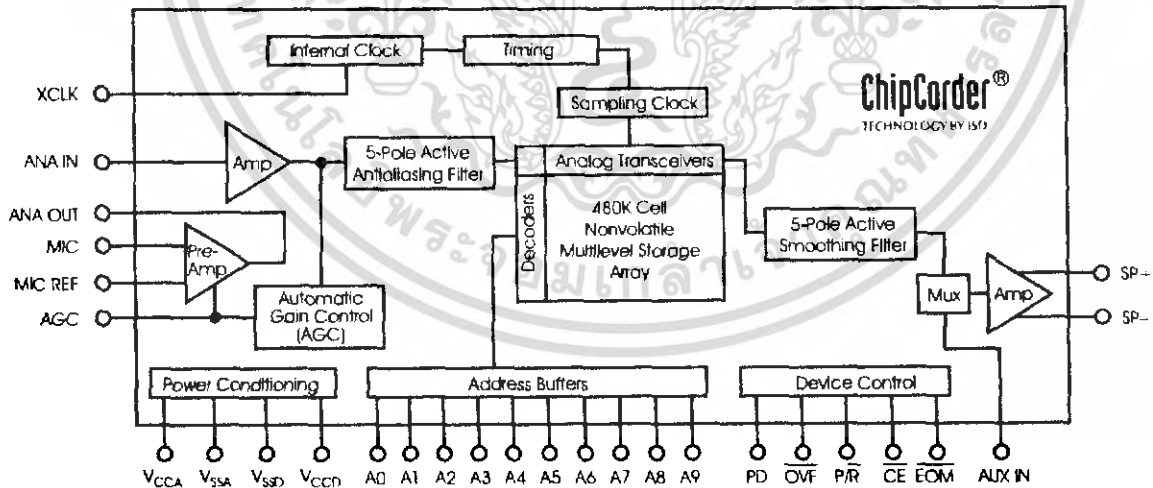 Internal Clock
Timing
XCLK
Sampling Clock
ChipCorder®
TECHNOLOGY BY ISD
ANA IN
Amp
5-Pole Active
Antialiasing Filter
Analog Transceivers
Decoders
480K Cell
Nonvolatile
Multilevel Storage
Array
5-Pole Active
Smoothing Filter
ANA OUT
MIC
Pre-
Amp
MIC REF
AGC
Automatic
Gain Control
(AGC)
Mux
Amp
SP+
SP–
Power Conditioning
Address Buffers
Device Control
VCCA VSSA VSSD VCCD A0 A1 A2 A3 A4 A5 A6 A7 A8 A9 PD OVF P/R CE EOM AUX IN